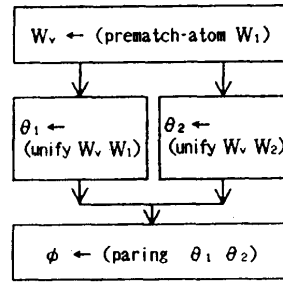 Wᵥ ← (prematch-atom W₁)
θ₁ ←
(unify Wᵥ W₁)
θ₂ ←
(unify Wᵥ W₂)
φ ← (paring θ₁ θ₂)